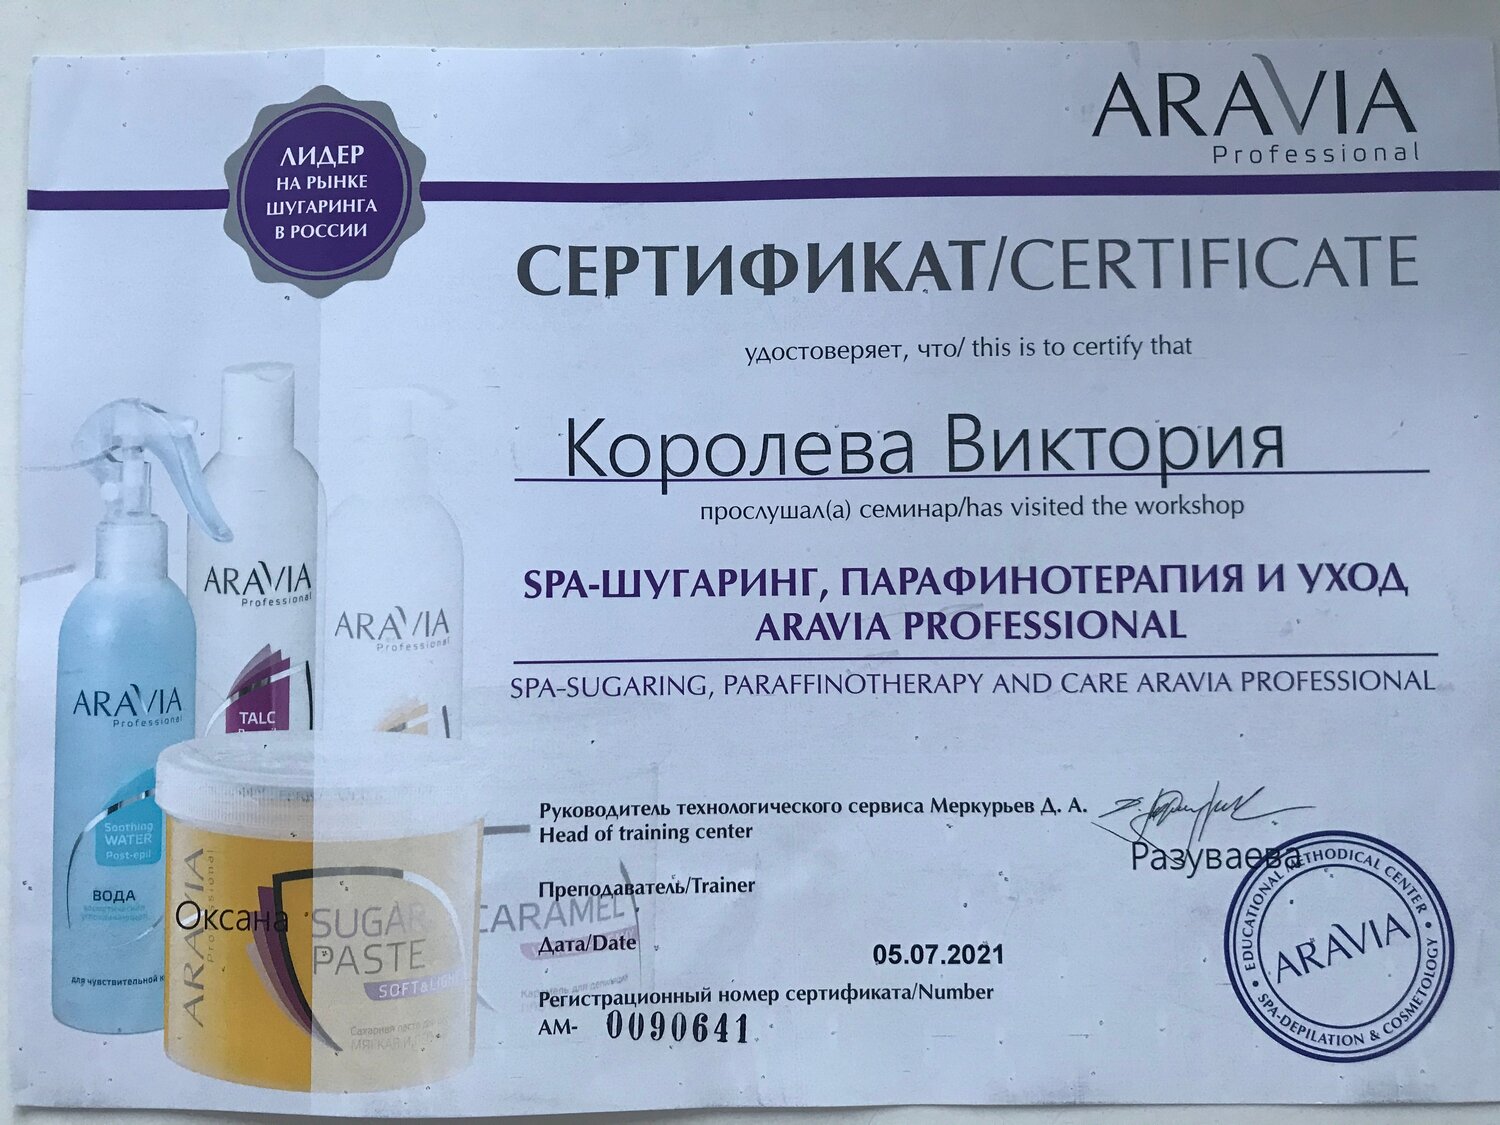 ЛИДЕР
НА РЫНКЕ
ШУГАРИНГА
В РОССИИ
ARAVIA
Professional
СЕРТИФИКАТ/CERTIFICATE
удостоверяет, что/ this is to certify that
Королева Виктория
прослушал(а) семинар/has visited the workshop
SPA-ШУГАРИНГ, ПАРАФИНОТЕРАПИЯ И УХОД
ARAVIA PROFESSIONAL
SPA-SUGARING, PARAFFINOTHERAPY AND CARE ARAVIA PROFESSIONAL
Руководитель технологического сервиса Меркурьев Д. А.
Head of training center
Разуваева
Преподаватель/Trainer
Оксана
Дата/Date
05.07.2021
Регистрационный номер сертификата/Number
АМ- 0090641
EDUCATIONAL METHODICAL CENTER
ARAVIA
SPA-DEPILATION & COSMETOLOGY
ARAVIA
Professional
TALC
ARAVIA
Professional
ARAVIA
Professional
Soothing
WATER
Post-epil
ВОДА
для чувствительной
ARAVIA
Professional
SUGAR
PASTE
SOFT&LIGHT
CARAMEL